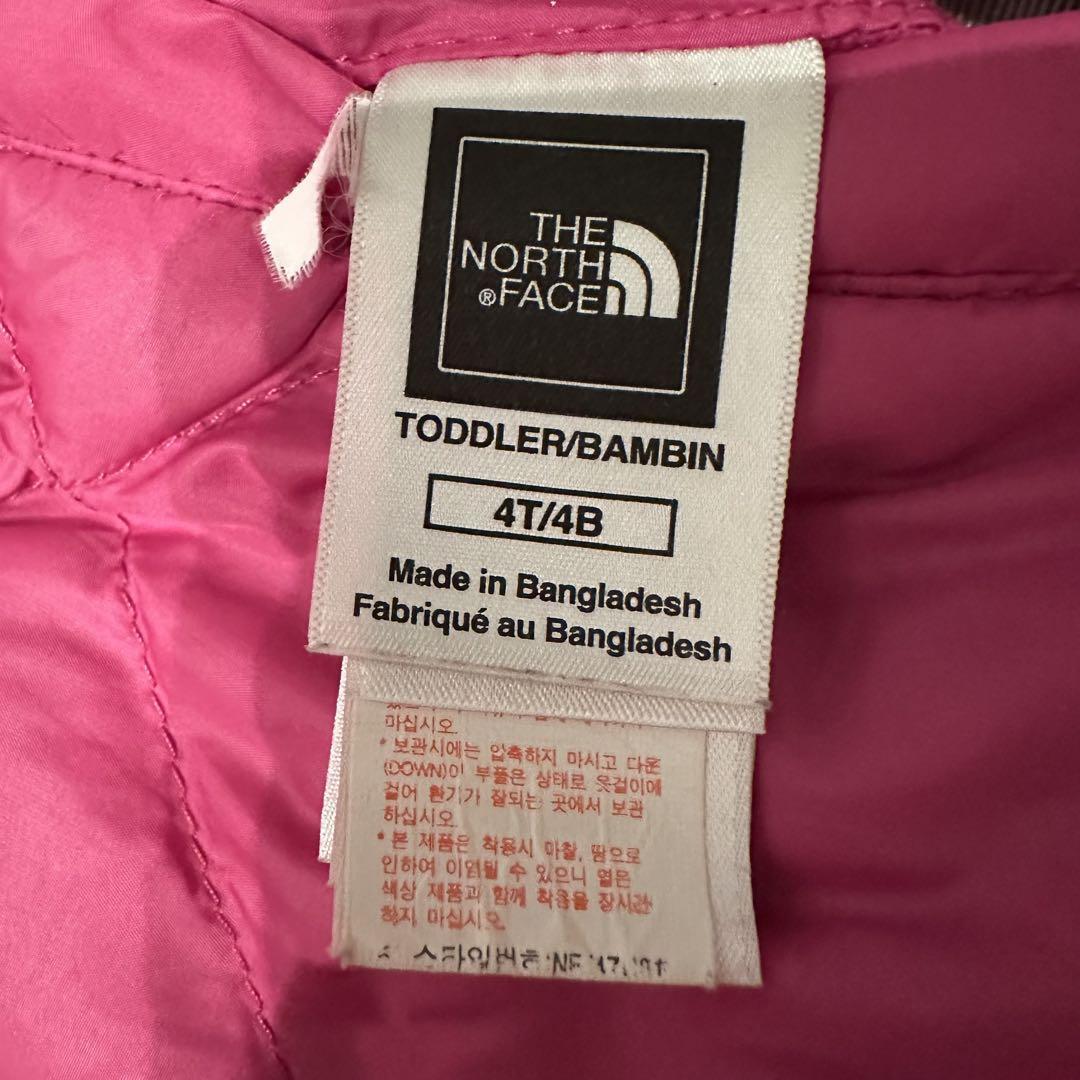 THE
NORTH
® FACE
TODDLER/BAMBIN
4T/4B
Made in Bangladesh
Fabriqué au Bangladesh
마십시오.
* 보관시에는 압축하지 마시고 다운
(DOWN)이 부풀은 상태로 옷걸이에
걸어 환기가 잘되는 곳에서 보관
하십시오.
* 본 제품은 착용시 마찰, 땀으로
인하여 이염될 수 있으니 옅은
색상 제품과 함께 착용을 장시간
하지 마십시오.
스타일번호: